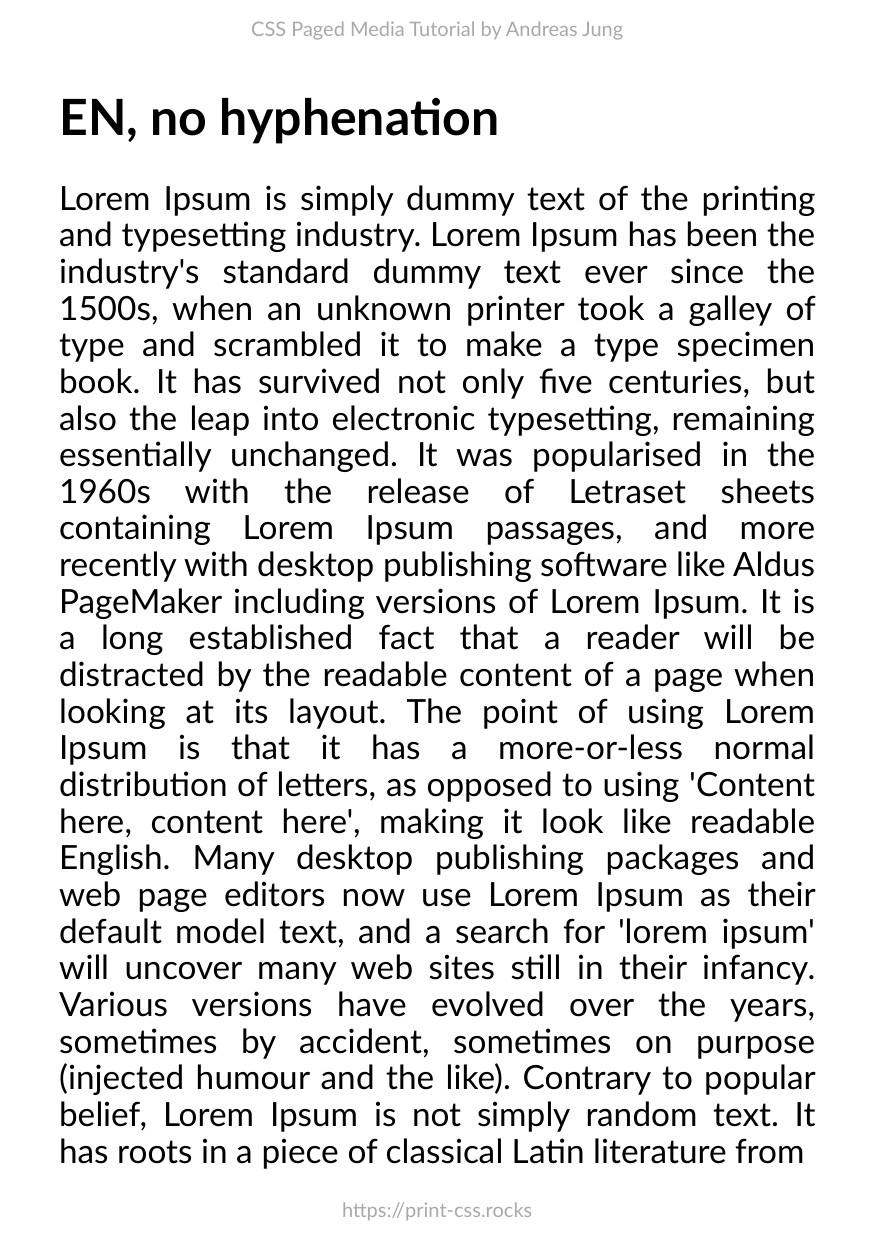 CSS Paged Media Tutorial by Andreas Jung
EN, no hyphenation
Lorem Ipsum is simply dummy text of the printing
and typesetting industry. Lorem Ipsum has been the
industry's standard dummy text ever since the
1500s, when an unknown printer took a galley of
type and scrambled it to make a type specimen
book. It has survived not only five centuries, but
also the leap into electronic typesetting, remaining
essentially unchanged. It was popularised in the
1960s with the release of Letraset sheets
containing Lorem Ipsum passages, and more
recently with desktop publishing software like Aldus
PageMaker including versions of Lorem Ipsum. It is
a long established fact that a reader will be
distracted by the readable content of a page when
looking at its layout. The point of using Lorem
Ipsum is that it has a more-or-less normal
distribution of letters, as opposed to using 'Content
here, content here', making it look like readable
English. Many desktop publishing packages and
web page editors now use Lorem Ipsum as their
default model text, and a search for 'lorem ipsum'
will uncover many web sites still in their infancy.
Various versions have evolved over the years,
sometimes by accident, sometimes on purpose
(injected humour and the like). Contrary to popular
belief, Lorem Ipsum is not simply random text. It
has roots in a piece of classical Latin literature from
https://print-css.rocks